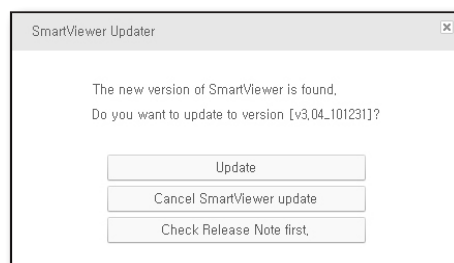 SmartViewer Updater
The new version of SmartViewer is found,
Do you want to update to version [v3,04_101231]?
Update
Cancel SmartViewer update
Check Release Note first,